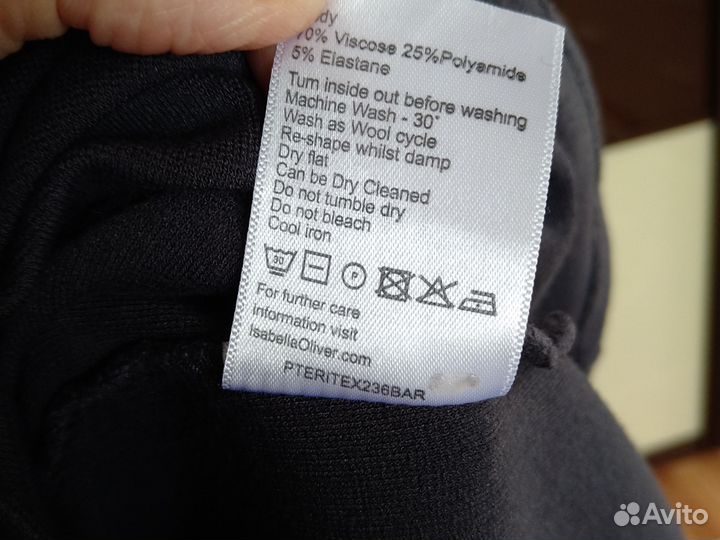 dy
70% Viscose 25%Polyamide
5% Elastane
Turn inside out before washing
Machine Wash - 30°
Wash as Wool cycle
Re-shape whilst damp
Dry flat
Can be Dry Cleaned
Do not tumble dry
Do not bleach
Cool iron
30
P
For further care
information visit
IsabellaOliver.com
PTERITEX236BAR
Avito